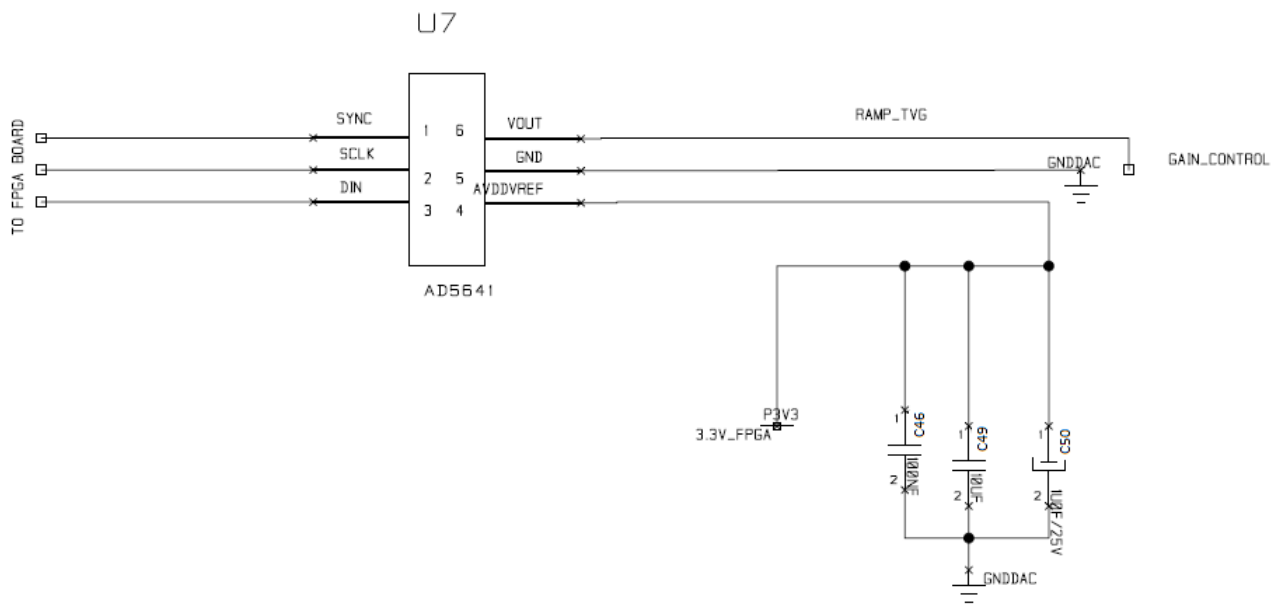 U7
TO FPGA BOARD
SYNC
SCLK
DIN
1 6
2 5
3 4
VOUT
GND
AVDDVREF
AD5641
RAMP_TVG
GNDDAC
GAIN_CONTROL
P3V3
3.3V_FPGA
1
C46
100NF
2
1
C49
10UF
2
1
C50
1U0F/25V
2
GNDDAC